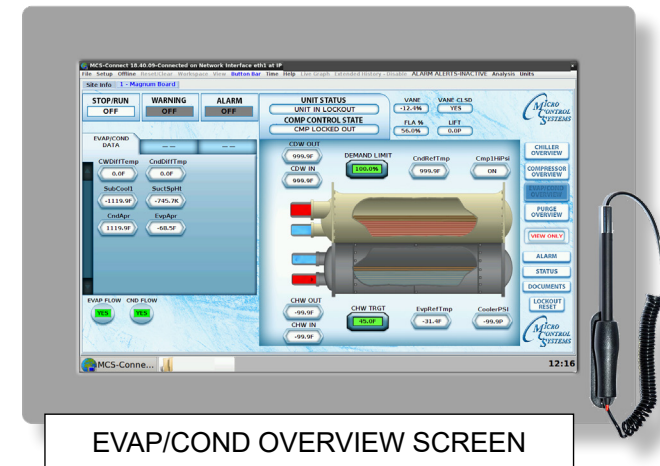 MCS-Connect 18.40.09-Connected on Network Interface eth1 at IP
File Setup Offline Reset/Clear Workspace View Button Bar Time Help Live Graph Extended History - Disable ALARM ALERTS-INACTIVE Analysis Units
Site Info 1 - Magnum Board
STOP/RUN WARNING ALARM
OFF OFF OFF
UNIT STATUS
UNIT IN LOCKOUT
COMP CONTROL STATE
CMP LOCKED OUT
VANE VANE CLSD
-12.4% YES
FLA % LIFT
56.0% 0.0P
MICRO
CONTROL
SYSTEMS
EVAP/COND
DATA
-- --
-- --
CWDiffTemp CndDiffTmp
0.0F 0.0F
SubCool1 SuctSpHt
-1119.9F -745.7K
CndApr EvpApr
1119.9F -68.5F
EVAP FLOW CND FLOW
YES YES
CDW OUT
999.9F
CDW IN
999.9F
DEMAND LIMIT
100.0%
CndRefTmp
999.9F
Cmp1HiPsi
ON
CHW OUT
-99.9F
CHW IN
-99.9F
CHW TRGT
45.0F
EvpRefTmp
-31.4F
CoolerPSI
-99.9P
CHILLER
OVERVIEW
COMPRESSOR
OVERVIEW
EVAP/COND
OVERVIEW
PURGE
OVERVIEW
VIEW ONLY
ALARM
STATUS
DOCUMENTS
LOCKOUT
RESET
MICRO
CONTROL
SYSTEMS
MCS-Conne...
12:16
EVAP/COND OVERVIEW SCREEN